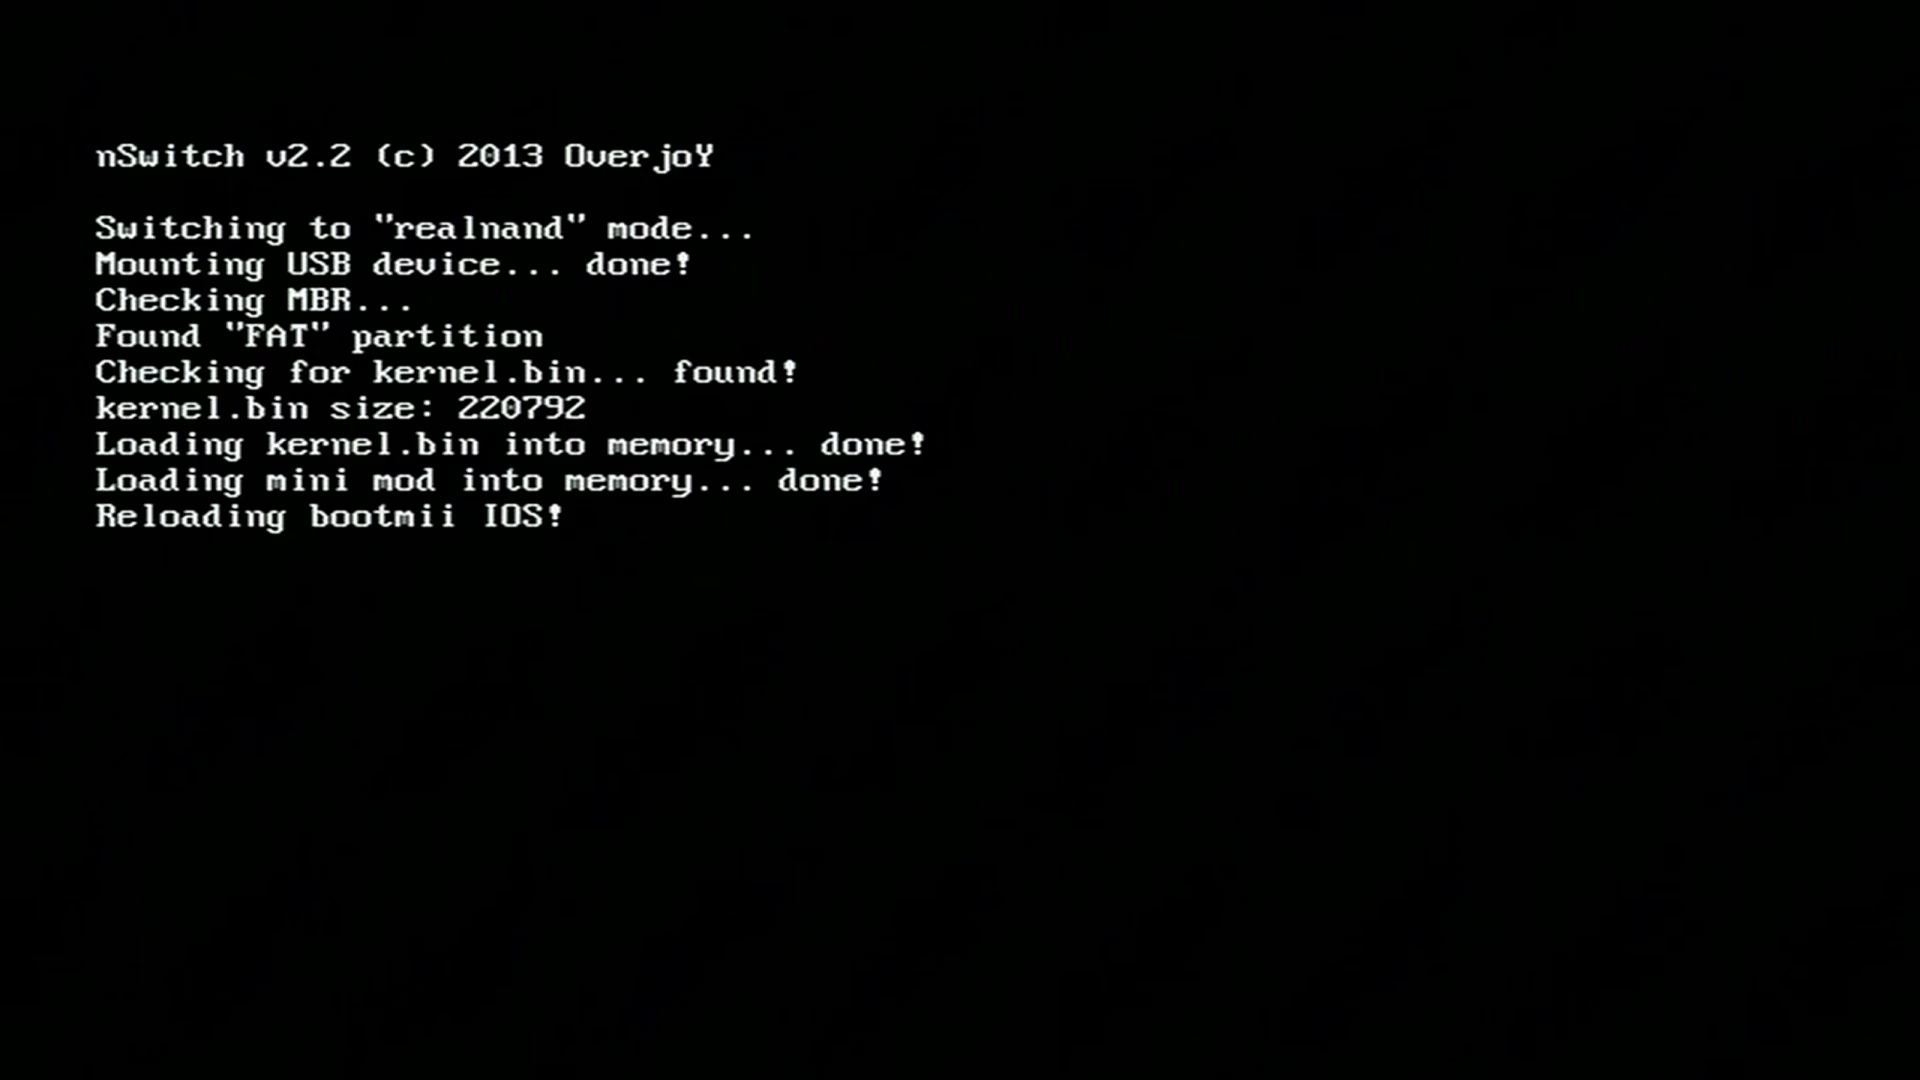 nSwitch v2.2 (c) 2013 OverjoY
Switching to "realnand" mode...
Mounting USB device... done!
Checking MBR...
Found "FAT" partition
Checking for kernel.bin... found!
kernel.bin size: 220792
Loading kernel.bin into memory... done!
Loading mini mod into memory... done!
Reloading bootmii IOS!